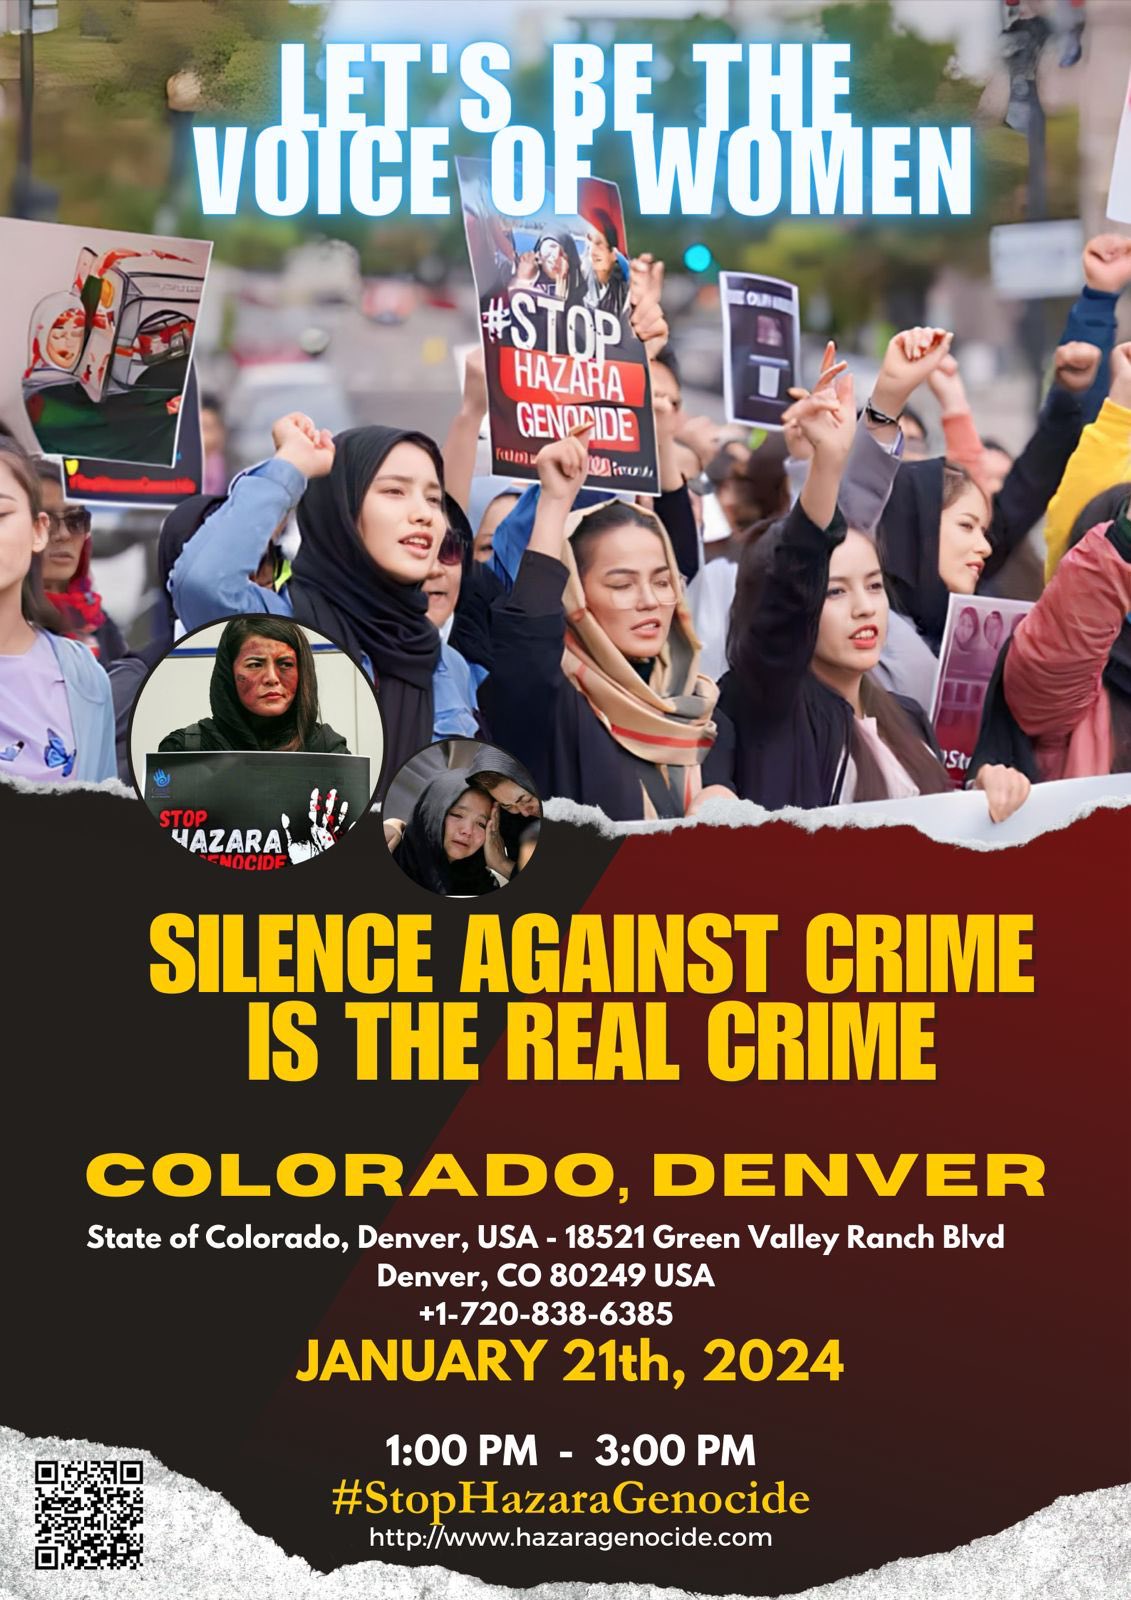 LET'S BE THE
VOICE OF WOMEN
#STOP
HAZARA
GENOCIDE
STOP
HAZARA
GENOCIDE
SILENCE AGAINST CRIME
IS THE REAL CRIME
COLORADO, DENVER
State of Colorado, Denver, USA - 18521 Green Valley Ranch Blvd
Denver, CO 80249 USA
+1-720-838-6385
JANUARY 21th, 2024
1:00 PM - 3:00 PM
#StopHazaraGenocide
http://www.hazaragenocide.com